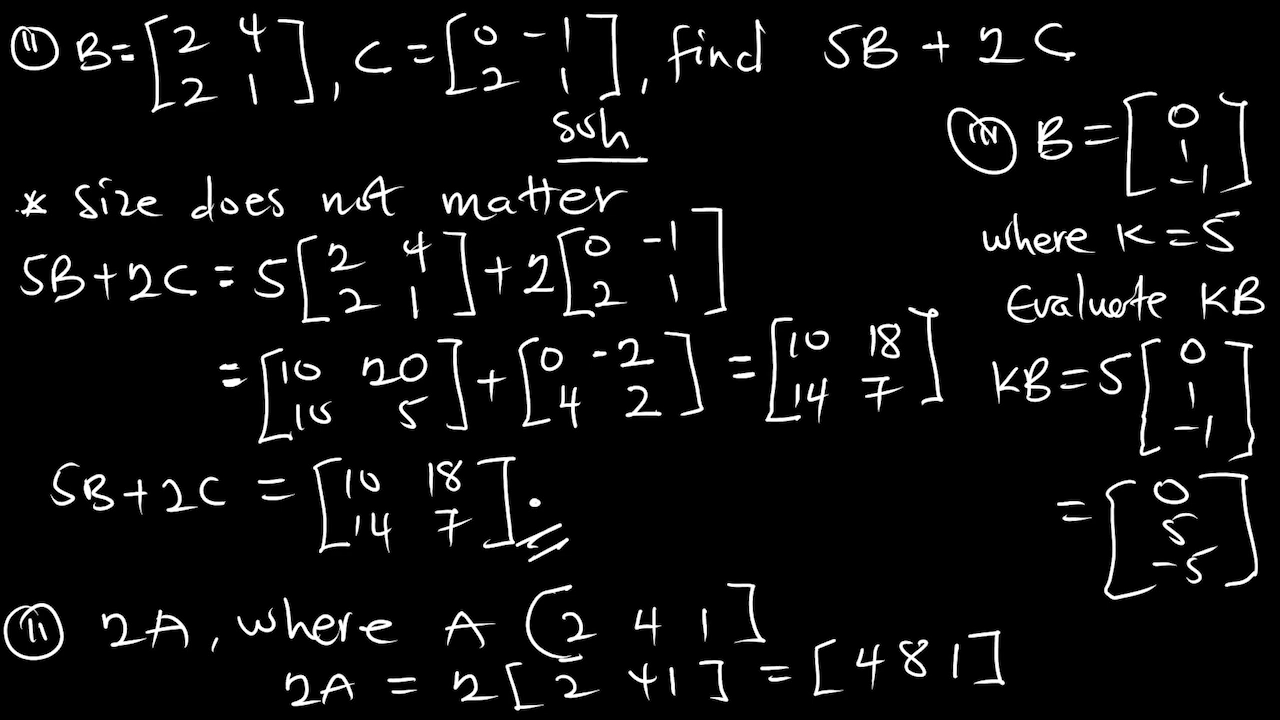 (ii) B = [2 4; 2 1], C = [0 -1; 2 1], find 5B + 2C
soln
* size does not matter
5B + 2C = 5[2 4; 2 1] + 2[0 -1; 2 1]
= [10 20; 10 5] + [0 -2; 4 2] = [10 18; 14 7]
5B + 2C = [10 18; 14 7].
(ii) 2A, where A (2 4 1]
2A = 2[2 4 1] = [4 8 1]
B = [0; 1; -1]
where K = 5
Evaluate KB
KB = 5[0; 1; -1]
= [0; 5; -5]